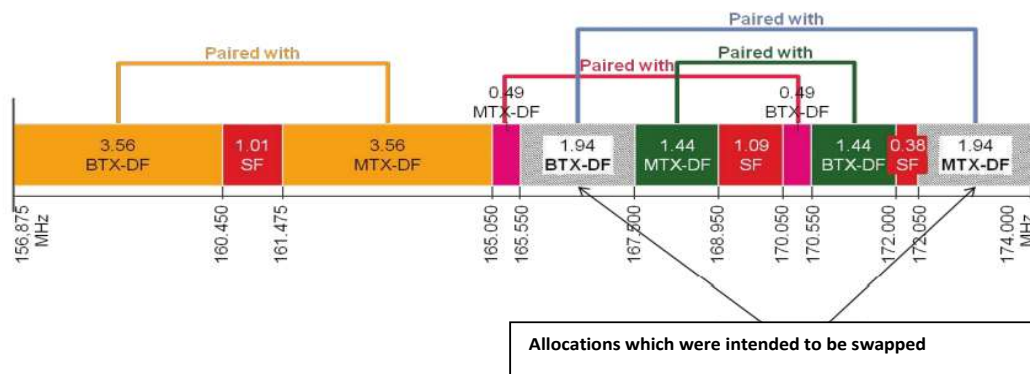 Paired with
Paired with
Paired with
0.49
MTX-DF
0.49
BTX-DF
3.56
BTX-DF
1.01
SF
3.56
MTX-DF
1.94
BTX-DF
1.44
MTX-DF
1.09
SF
1.44
BTX-DF
0.38
SF
1.94
MTX-DF
156.875
MHz
160.450
161.475
165.050
165.550
167.500
168.950
170.050
170.550
172.000
172.050
174.000
MHz
Allocations which were intended to be swapped